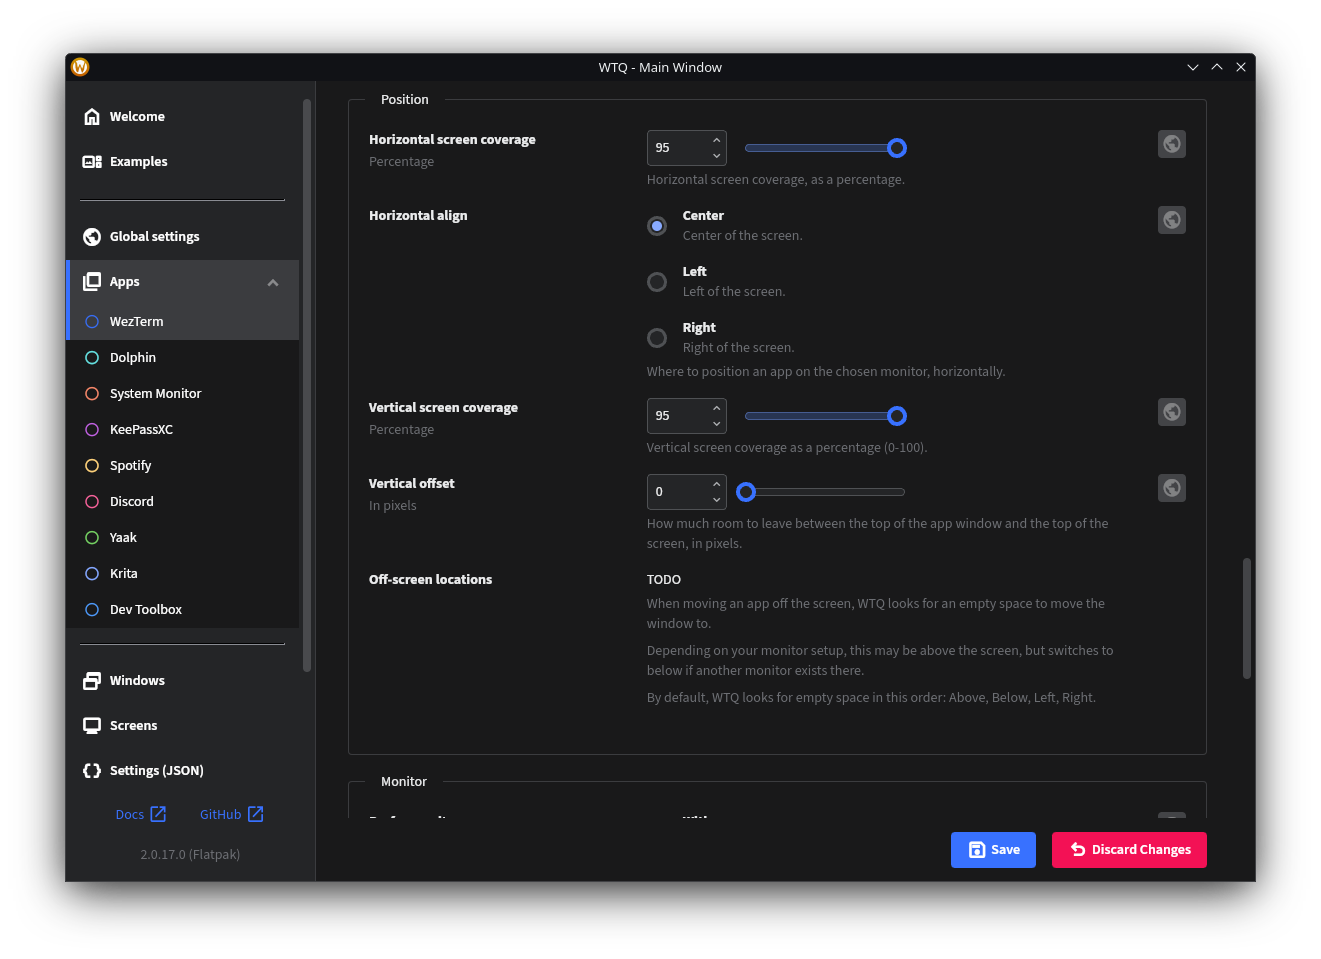 WTQ - Main Window
Welcome
Examples
Global settings
Apps
WezTerm
Dolphin
System Monitor
KeePassXC
Spotify
Discord
Yaak
Krita
Dev Toolbox
Windows
Screens
Settings (JSON)
Docs
GitHub
2.0.17.0 (Flatpak)
Position
Horizontal screen coverage
Percentage
95
Horizontal screen coverage, as a percentage.
Horizontal align
Center
Center of the screen.
Left
Left of the screen.
Right
Right of the screen.
Where to position an app on the chosen monitor, horizontally.
Vertical screen coverage
Percentage
95
Vertical screen coverage as a percentage (0-100).
Vertical offset
In pixels
0
How much room to leave between the top of the app window and the top of the
screen, in pixels.
Off-screen locations
TODO
When moving an app off the screen, WTQ looks for an empty space to move the
window to.
Depending on your monitor setup, this may be above the screen, but switches to
below if another monitor exists there.
By default, WTQ looks for empty space in this order: Above, Below, Left, Right.
Monitor
Save
Discard Changes